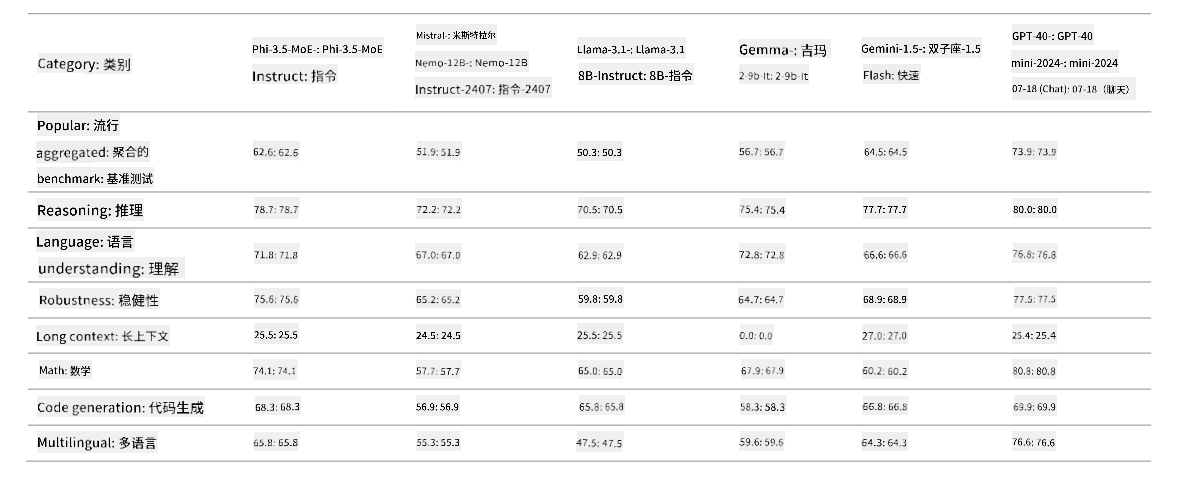 Category: 类别
Phi-3.5-MoE-: Phi-3.5-MoE
Instruct: 指令
Mistral-: 米斯特拉尔
Nemo-12B-: Nemo-12B
Instruct-2407: 指令-2407
Llama-3.1-: Llama-3.1
8B-Instruct: 8B-指令
Gemma-: 吉玛
2-9b-It: 2-9b-It
Gemini-1.5-: 双子座-1.5
Flash: 快速
GPT-40-: GPT-40
mini-2024-: mini-2024
07-18 (Chat): 07-18（聊天）
Popular: 流行
aggregated: 聚合的
benchmark: 基准测试
62.6: 62.6
51.9: 51.9
50.3: 50.3
56.7: 56.7
64.5: 64.5
73.9: 73.9
Reasoning: 推理
78.7: 78.7
72.2: 72.2
70.5: 70.5
75.4: 75.4
77.7: 77.7
80.0: 80.0
Language: 语言
understanding: 理解
71.8: 71.8
67.0: 67.0
62.9: 62.9
72.8: 72.8
66.6: 66.6
76.8: 76.8
Robustness: 稳健性
75.6: 75.6
65.2: 65.2
59.8: 59.8
64.7: 64.7
68.9: 68.9
77.5: 77.5
Long context: 长上下文
25.5: 25.5
24.5: 24.5
25.5: 25.5
0.0: 0.0
27.0: 27.0
25.4: 25.4
Math: 数学
74.1: 74.1
57.7: 57.7
65.0: 65.0
67.9: 67.9
60.2: 60.2
80.8: 80.8
Code generation: 代码生成
68.3: 68.3
56.9: 56.9
65.8: 65.8
58.3: 58.3
66.8: 66.8
69.9: 69.9
Multilingual: 多语言
65.8: 65.8
55.3: 55.3
47.5: 47.5
59.6: 59.6
64.3: 64.3
76.6: 76.6